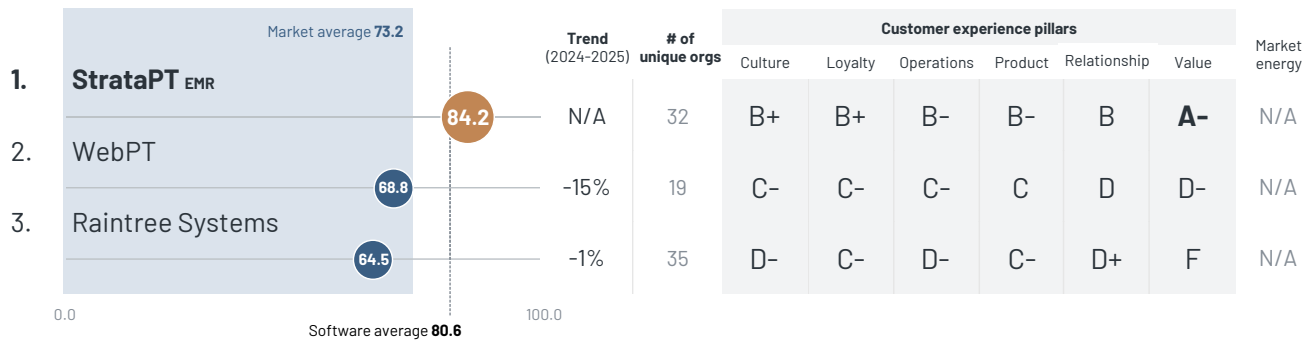 Market average 73.2
Trend
(2024-2025)
# of
unique orgs
Customer experience pillars
Culture Loyalty Operations Product Relationship Value
Market
energy
1. StrataPT EMR
84.2 N/A 32 B+ B+ B- B- B A- N/A
2. WebPT
68.8 -15% 19 C- C- C- C D D- N/A
3. Raintree Systems
64.5 -1% 35 D- C- D- C- D+ F N/A
0.0 100.0
Software average 80.6